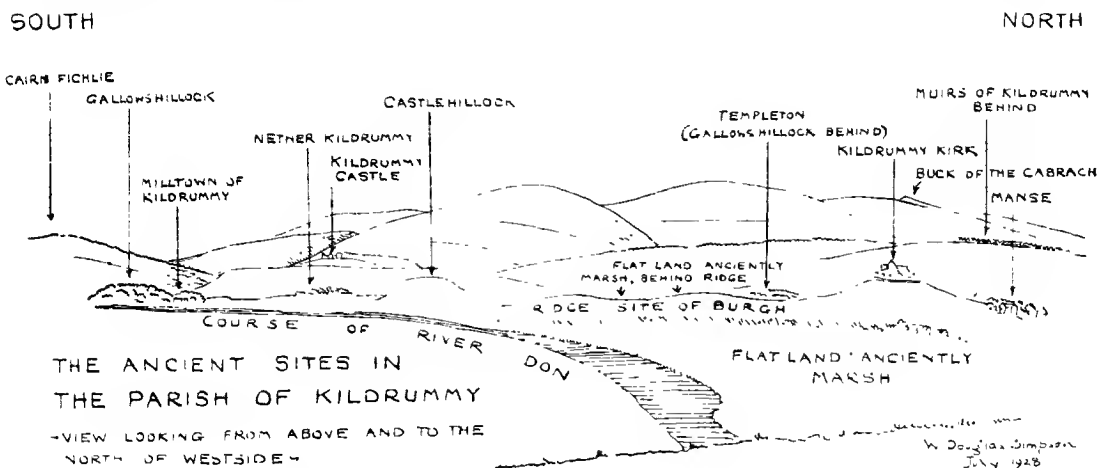 SOUTH
NORTH
CAIRN FICHLIE
GALLOWSHILLOCK
MILLTOWN OF
KILDRUMMY
NETHER KILDRUMMY
KILDRUMMY
CASTLE
CASTLEHILLOCK
TEMPLETON
(GALLOWSHILLOCK BEHIND)
KILDRUMMY KIRK
MUIRS OF KILDRUMMY
BEHIND
BUCK OF THE CABRACH
MANSE
FLAT LAND ANCIENTLY
MARSH, BEHIND RIDGE
RIDGE SITE OF BURGH
COURSE OF RIVER DON
FLAT LAND ANCIENTLY
MARSH
THE ANCIENT SITES IN
THE PARISH OF KILDRUMMY
-VIEW LOOKING FROM ABOVE AND TO THE
NORTH OF WESTSIDE-
W. Douglas Simpson
July 1928